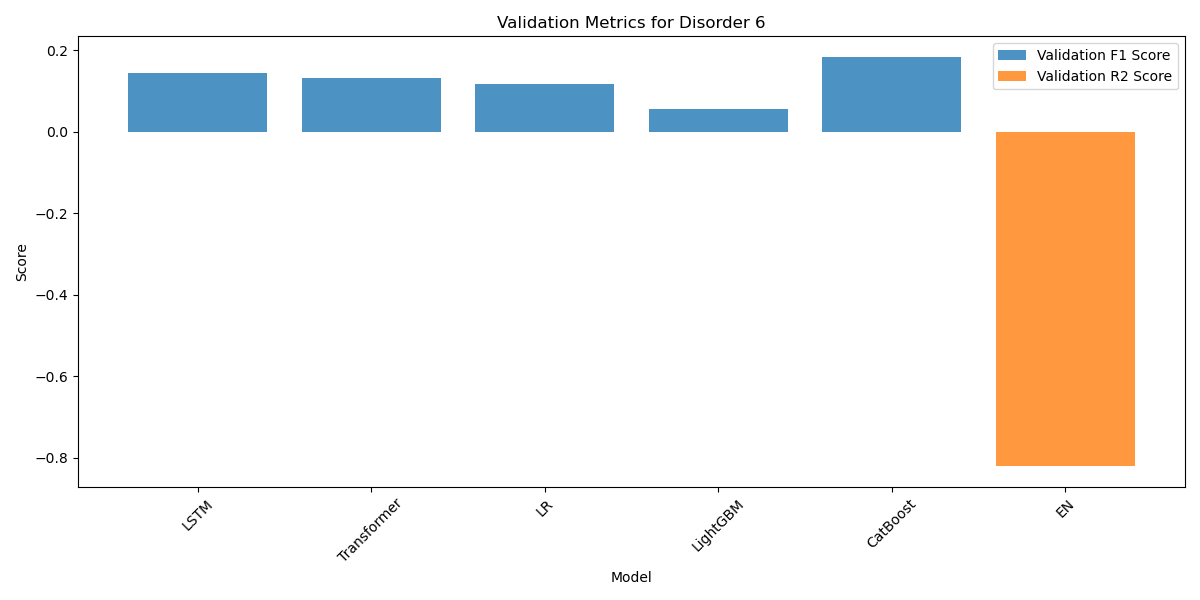 Validation Metrics for Disorder 6
Validation F1 Score
Validation R2 Score
0.2
0.0
−0.2
−0.4
−0.6
−0.8
Score
LSTM
Transformer
LR
LightGBM
CatBoost
EN
Model